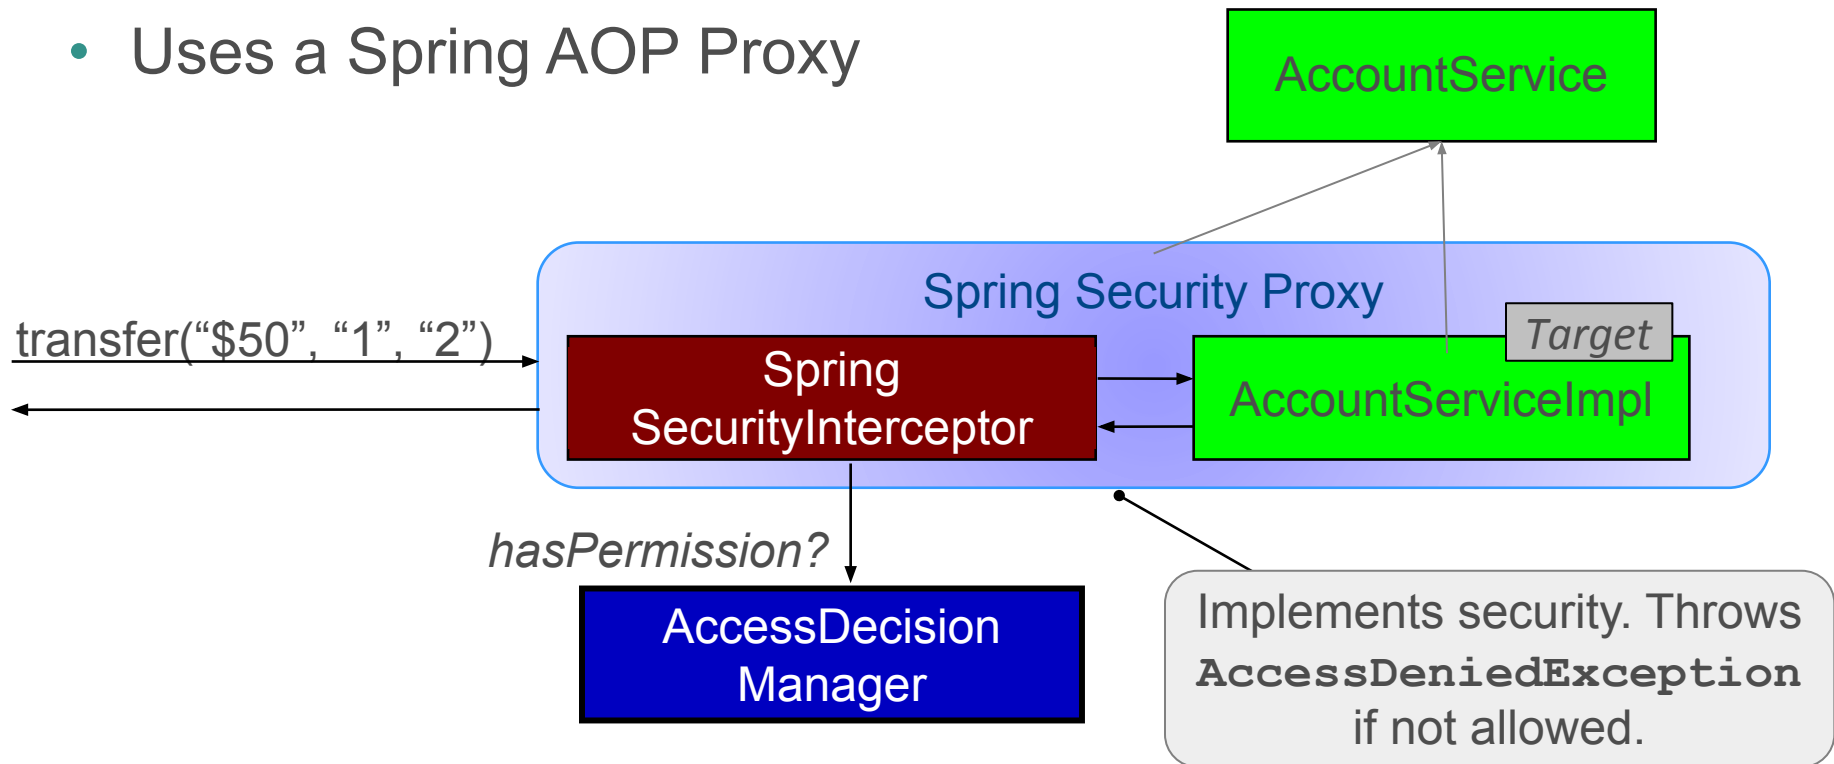 • Uses a Spring AOP Proxy
AccountService
Spring Security Proxy
transfer(“$50”, “1”, “2”)
Target
Spring
SecurityInterceptor
AccountServiceImpl
hasPermission?
AccessDecision
Manager
Implements security. Throws
AccessDeniedException
if not allowed.